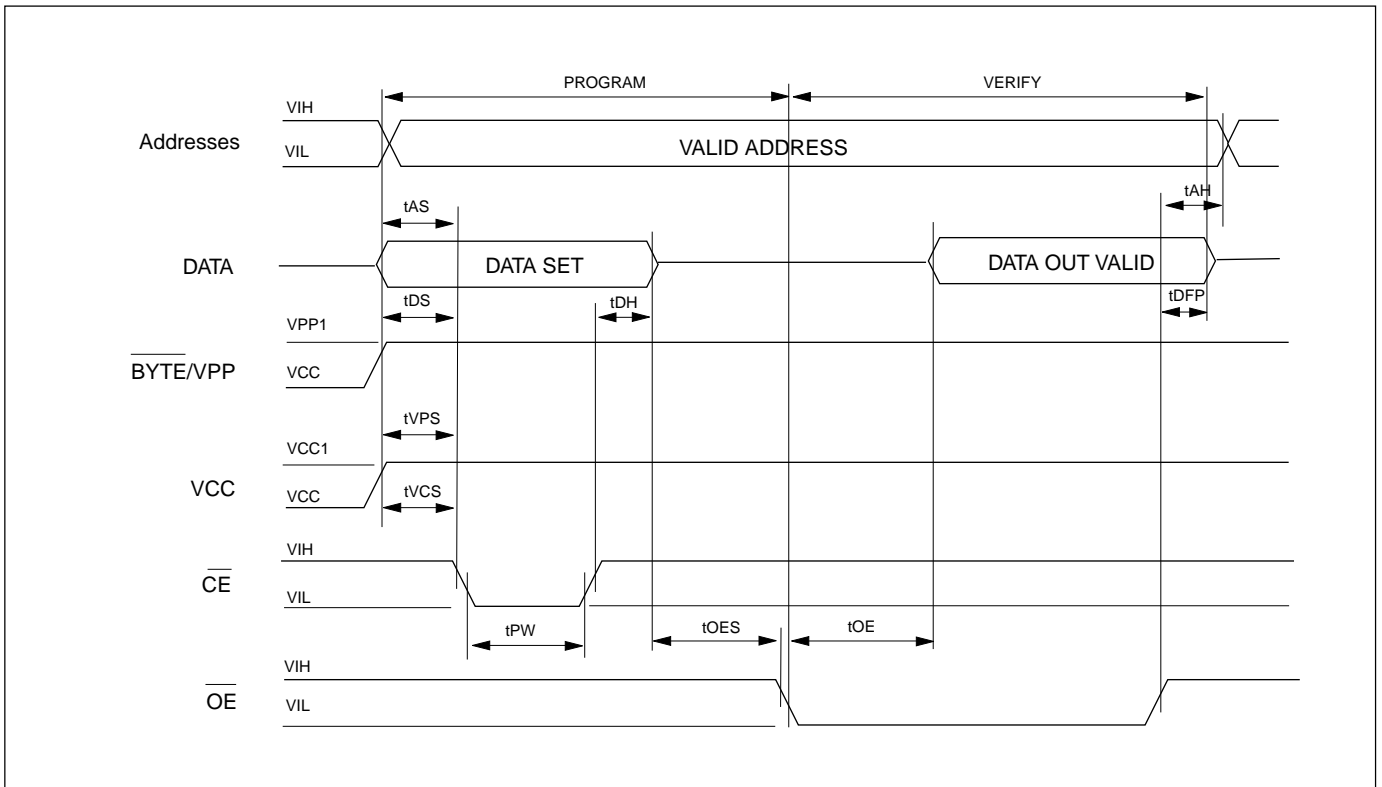 PROGRAM VERIFY
VIH
Addresses VALID ADDRESS
VIL
tAS tAH
DATA DATA SET DATA OUT VALID
tDS tDH tDFP
VPP1
BYTE/VPP VCC
tVPS
VCC1
VCC VCC tVCS
VIH
CE
VIL
tPW tOES tOE
VIH
OE VIL